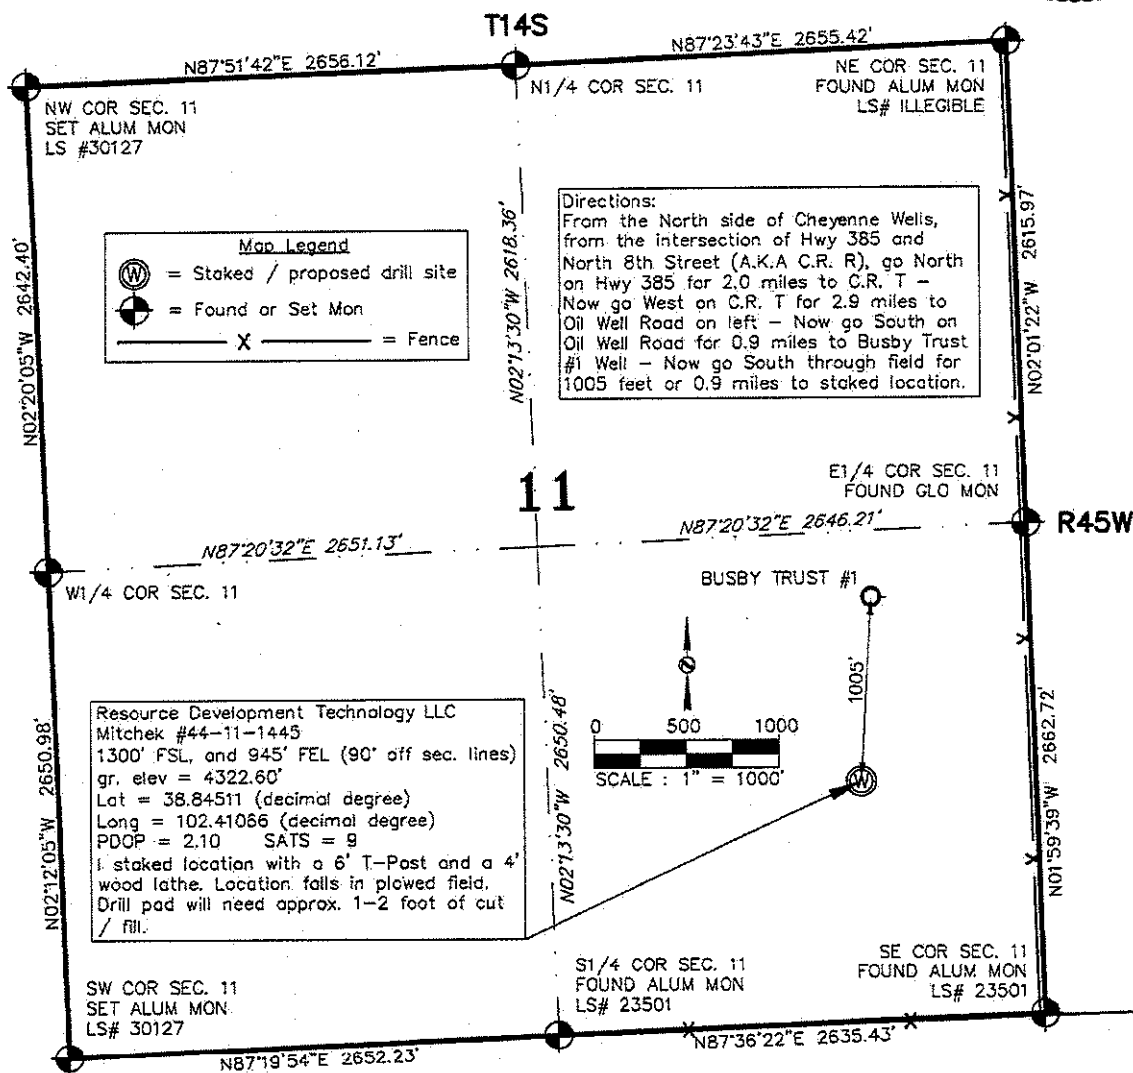 T14S
N87°51'42"E 2656.12'
N87°23'43"E 2655.42'
NW COR SEC. 11
SET ALUM MON
LS #30127
N1/4 COR SEC. 11
NE COR SEC. 11
FOUND ALUM MON
LS# ILLEGIBLE
Map Legend
W = Staked / proposed drill site
= Found or Set Mon
X = Fence
Directions:
From the North side of Cheyenne Wells,
from the intersection of Hwy 385 and
North 8th Street (A.K.A C.R. R), go North
on Hwy 385 for 2.0 miles to C.R. T –
Now go West on C.R. T for 2.9 miles to
Oil Well Road on left – Now go South on
Oil Well Road for 0.9 miles to Busby Trust
#1 Well – Now go South through field for
1005 feet or 0.9 miles to staked location.
N02°20'05"W 2642.40'
N02°13'30"W 2618.36'
N02°01'22"W 2615.97'
11
E1/4 COR SEC. 11
FOUND GLO MON
R45W
N87°20'32"E 2651.13'
N87°20'32"E 2646.21'
W1/4 COR SEC. 11
BUSBY TRUST #1
1005'
N
0 500 1000
SCALE : 1" = 1000'
W
Resource Development Technology LLC
Mitchek #44-11-1445
1300' FSL, and 945' FEL (90° off sec. lines)
gr. elev = 4322.60'
Lat = 38.84511 (decimal degree)
Long = 102.41066 (decimal degree)
PDOP = 2.10 SATS = 9
I staked location with a 6' T-Post and a 4'
wood lathe. Location falls in plowed field.
Drill pad will need approx. 1-2 foot of cut
/ fill.
N02°12'05"W 2650.98'
N02°13'30"W 2650.48'
N01°59'39"W 2662.72'
SW COR SEC. 11
SET ALUM MON
LS# 30127
S1/4 COR SEC. 11
FOUND ALUM MON
LS# 23501
SE COR SEC. 11
FOUND ALUM MON
LS# 23501
N87°19'54"E 2652.23'
N87°36'22"E 2635.43'